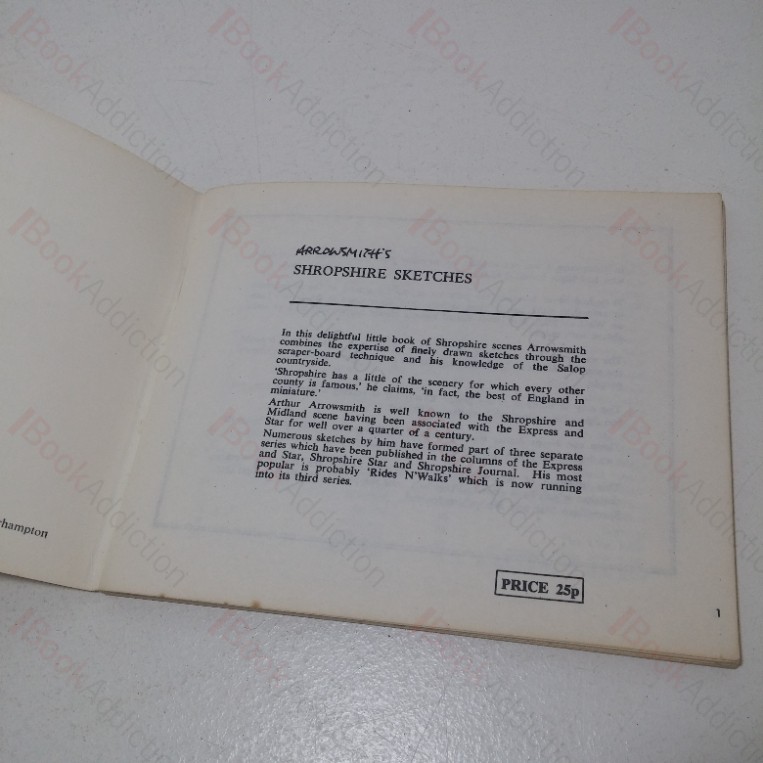 rhampton
ARROWSMITH'S
SHROPSHIRE SKETCHES
In this delightful little book of Shropshire scenes Arrowsmith
combines the expertise of finely drawn sketches through the
scraper-board technique and his knowledge of the Salop
countryside.
'Shropshire has a little of the scenery for which every other
county is famous,' he claims, 'in fact, the best of England in
miniature.'
Arthur Arrowsmith is well known to the Shropshire and
Midland scene having been associated with the Express and
Star for well over a quarter of a century.
Numerous sketches by him have formed part of three separate
series which have been published in the columns of the Express
and Star, Shropshire Star and Shropshire Journal. His most
popular is probably 'Rides N'Walks' which is now running
into its third series.
PRICE 25p
1
BookAddiction